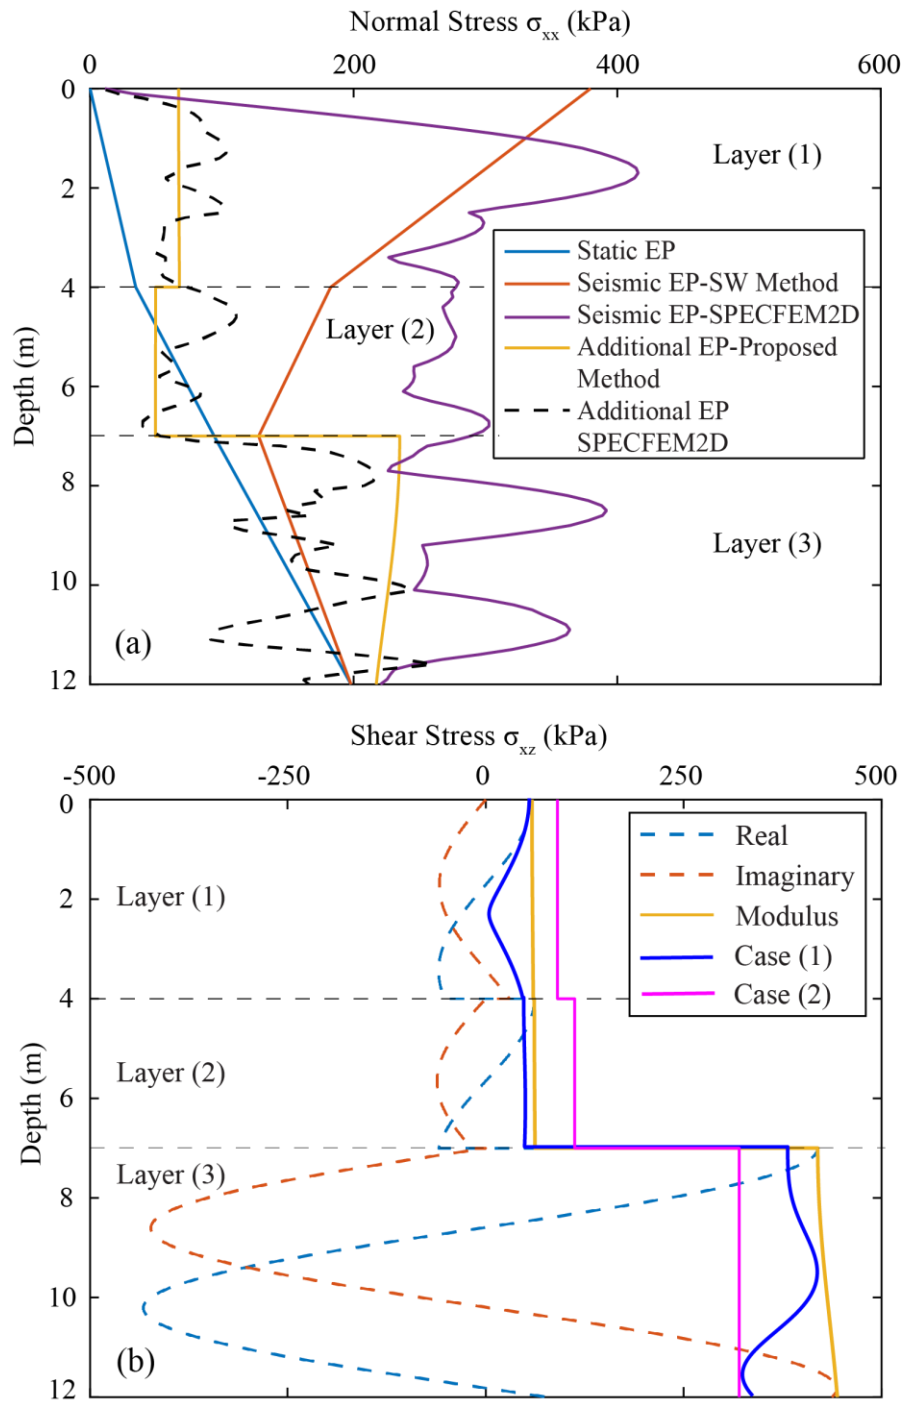 Normal Stress σxx (kPa)
0 200 400 600
0
2
4
6
8
10
12
Depth (m)
Layer (1)
Layer (2)
Layer (3)
Static EP
Seismic EP-SW Method
Seismic EP-SPECFEM2D
Additional EP-Proposed
Method
Additional EP
SPECFEM2D
(a)
Shear Stress σxz (kPa)
-500 -250 0 250 500
0
2
4
6
8
10
12
Depth (m)
Layer (1)
Layer (2)
Layer (3)
Real
Imaginary
Modulus
Case (1)
Case (2)
(b)